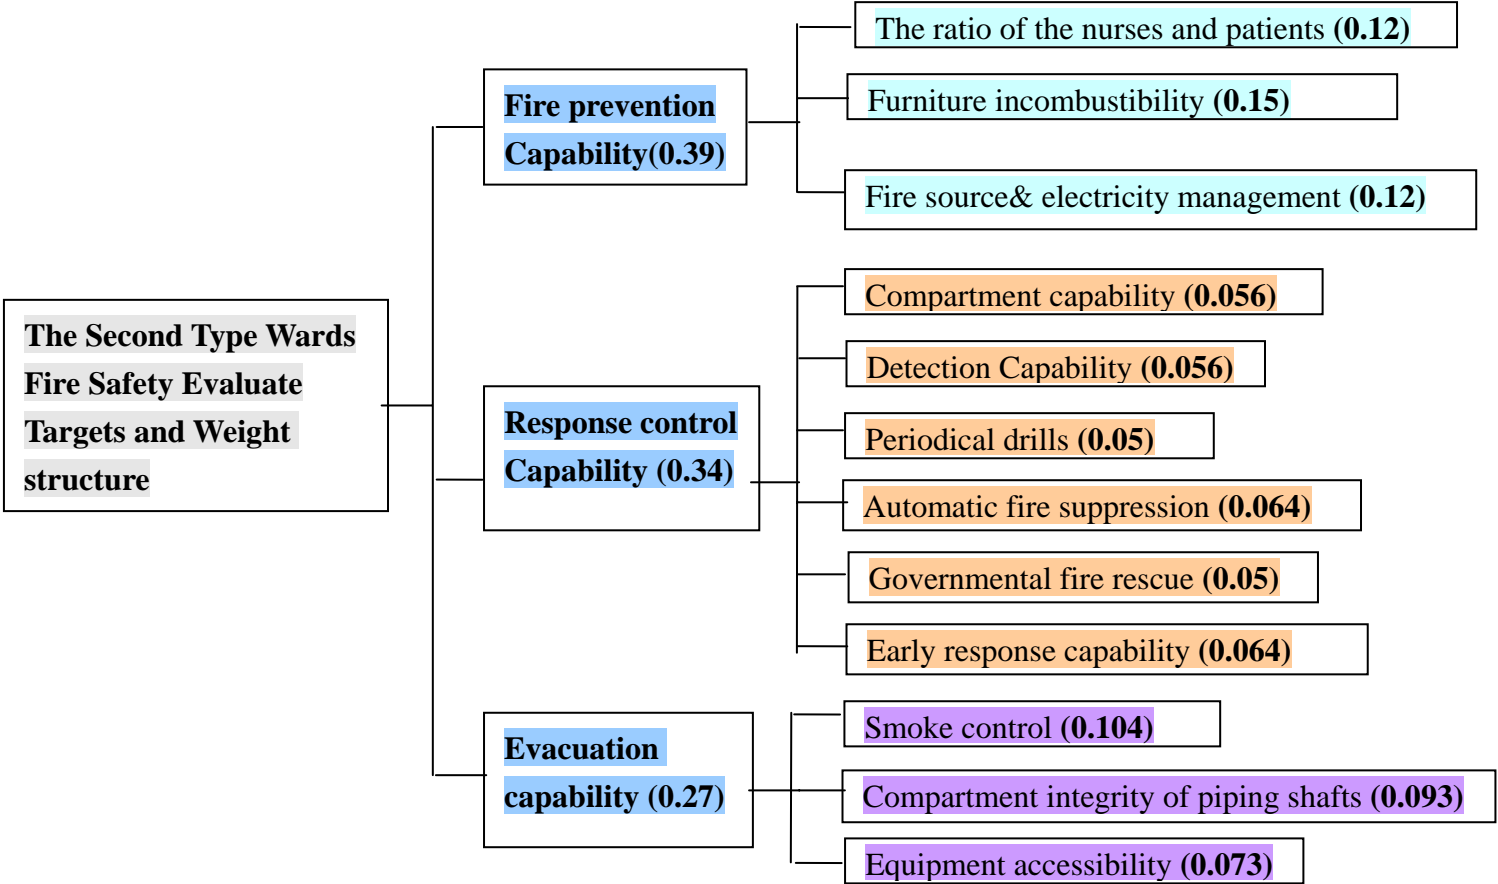 The Second Type Wards
Fire Safety Evaluate
Targets and Weight
structure
Fire prevention
Capability(0.39)
The ratio of the nurses and patients (0.12)
Furniture incombustibility (0.15)
Fire source& electricity management (0.12)
Response control
Capability (0.34)
Compartment capability (0.056)
Detection Capability (0.056)
Periodical drills (0.05)
Automatic fire suppression (0.064)
Governmental fire rescue (0.05)
Early response capability (0.064)
Evacuation
capability (0.27)
Smoke control (0.104)
Compartment integrity of piping shafts (0.093)
Equipment accessibility (0.073)